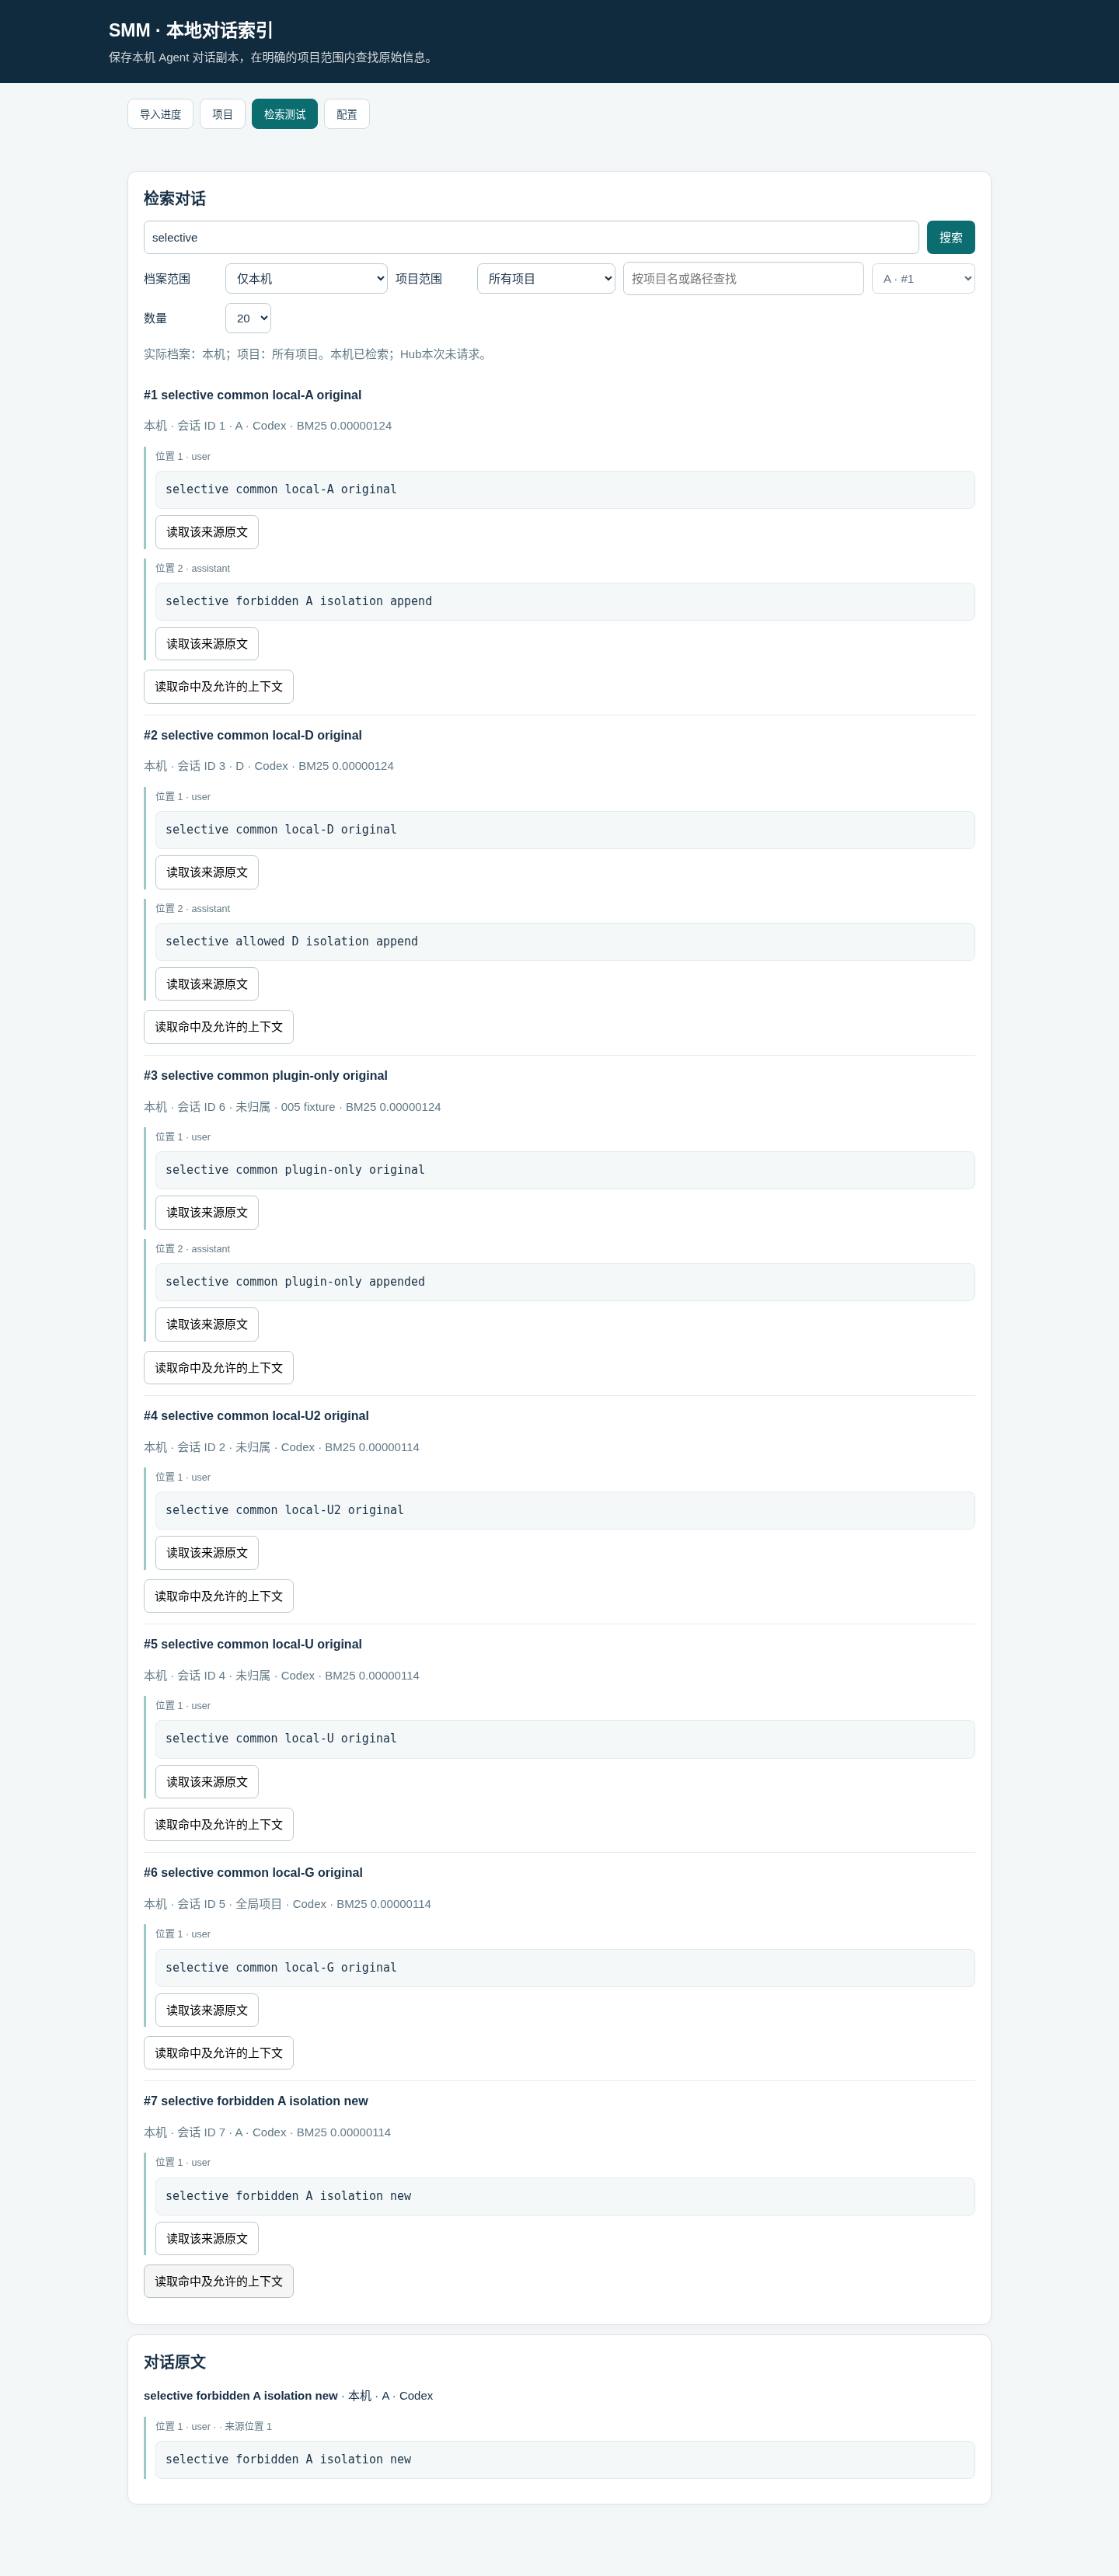 SMM · 本地对话索引
保存本机 Agent 对话副本，在明确的项目范围内查找原始信息。
导入进度 项目 检索测试 配置
检索对话
selective 搜索
档案范围 仅本机 项目范围 所有项目 按项目名或路径查找 A · #1
数量 20
实际档案：本机；项目：所有项目。本机已检索；Hub本次未请求。
#1 selective common local-A original
本机 · 会话 ID 1 · A · Codex · BM25 0.00000124
位置 1 · user
selective common local-A original
读取该来源原文
位置 2 · assistant
selective forbidden A isolation append
读取该来源原文
读取命中及允许的上下文
#2 selective common local-D original
本机 · 会话 ID 3 · D · Codex · BM25 0.00000124
位置 1 · user
selective common local-D original
读取该来源原文
位置 2 · assistant
selective allowed D isolation append
读取该来源原文
读取命中及允许的上下文
#3 selective common plugin-only original
本机 · 会话 ID 6 · 未归属 · 005 fixture · BM25 0.00000124
位置 1 · user
selective common plugin-only original
读取该来源原文
位置 2 · assistant
selective common plugin-only appended
读取该来源原文
读取命中及允许的上下文
#4 selective common local-U2 original
本机 · 会话 ID 2 · 未归属 · Codex · BM25 0.00000114
位置 1 · user
selective common local-U2 original
读取该来源原文
读取命中及允许的上下文
#5 selective common local-U original
本机 · 会话 ID 4 · 未归属 · Codex · BM25 0.00000114
位置 1 · user
selective common local-U original
读取该来源原文
读取命中及允许的上下文
#6 selective common local-G original
本机 · 会话 ID 5 · 全局项目 · Codex · BM25 0.00000114
位置 1 · user
selective common local-G original
读取该来源原文
读取命中及允许的上下文
#7 selective forbidden A isolation new
本机 · 会话 ID 7 · A · Codex · BM25 0.00000114
位置 1 · user
selective forbidden A isolation new
读取该来源原文
读取命中及允许的上下文
对话原文
selective forbidden A isolation new · 本机 · A · Codex
位置 1 · user · · 来源位置 1
selective forbidden A isolation new